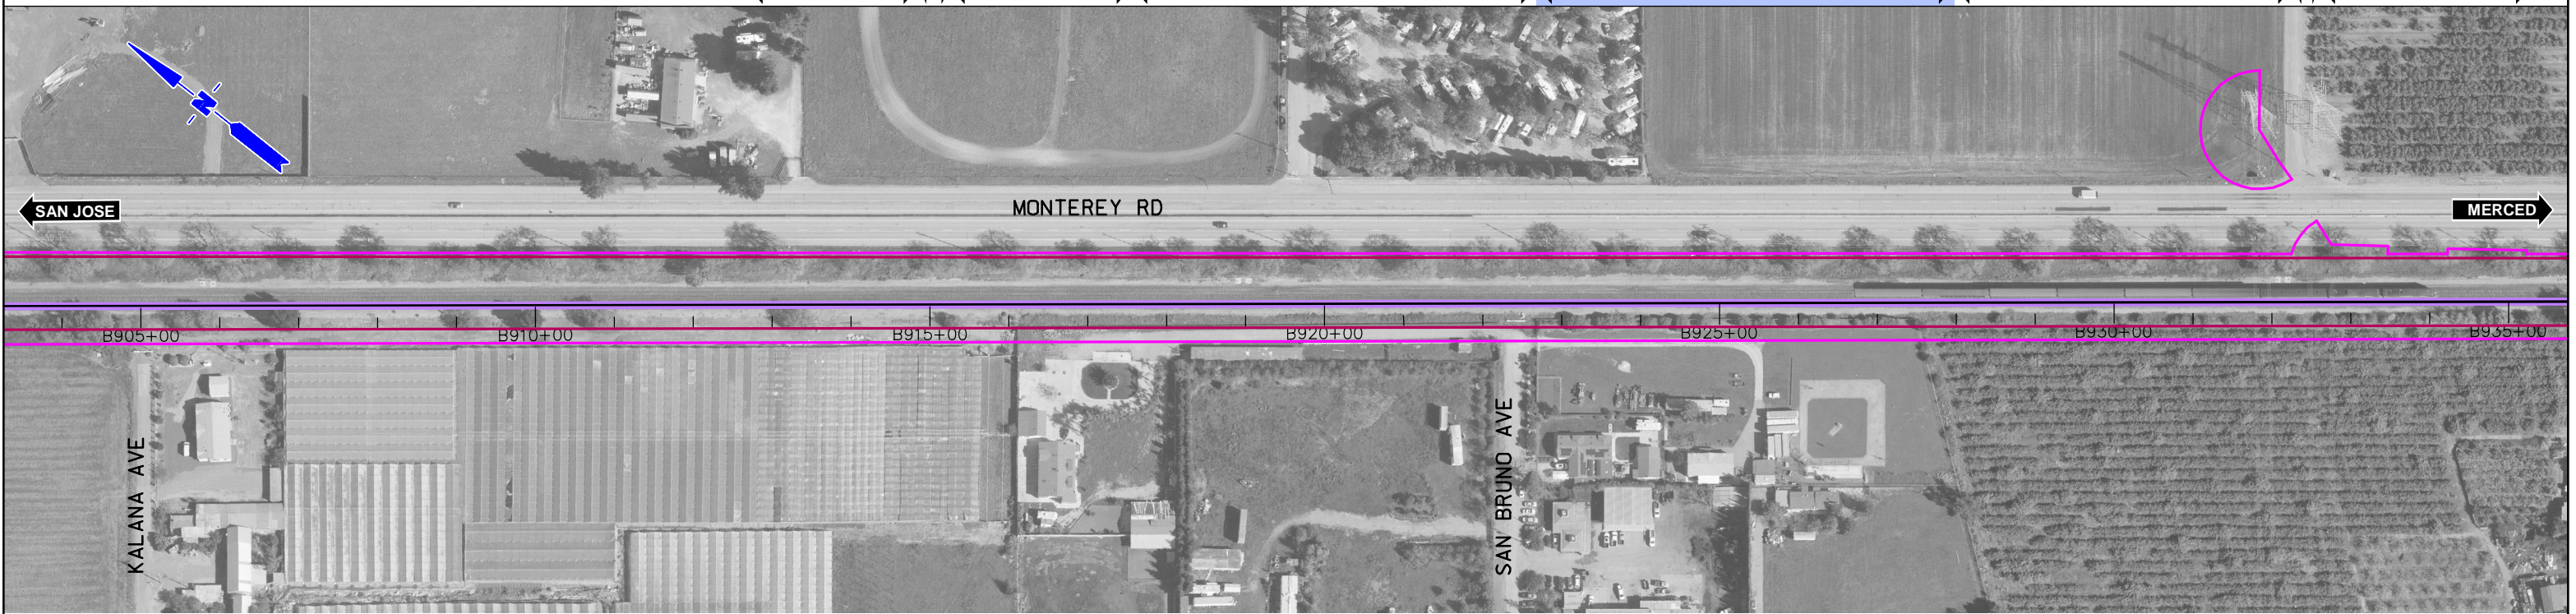 N
SAN JOSE
MONTEREY RD
MERCED
B905+00
B910+00
B915+00
B920+00
B925+00
B930+00
B935+00
KALANA AVE
SAN BRUNO AVE